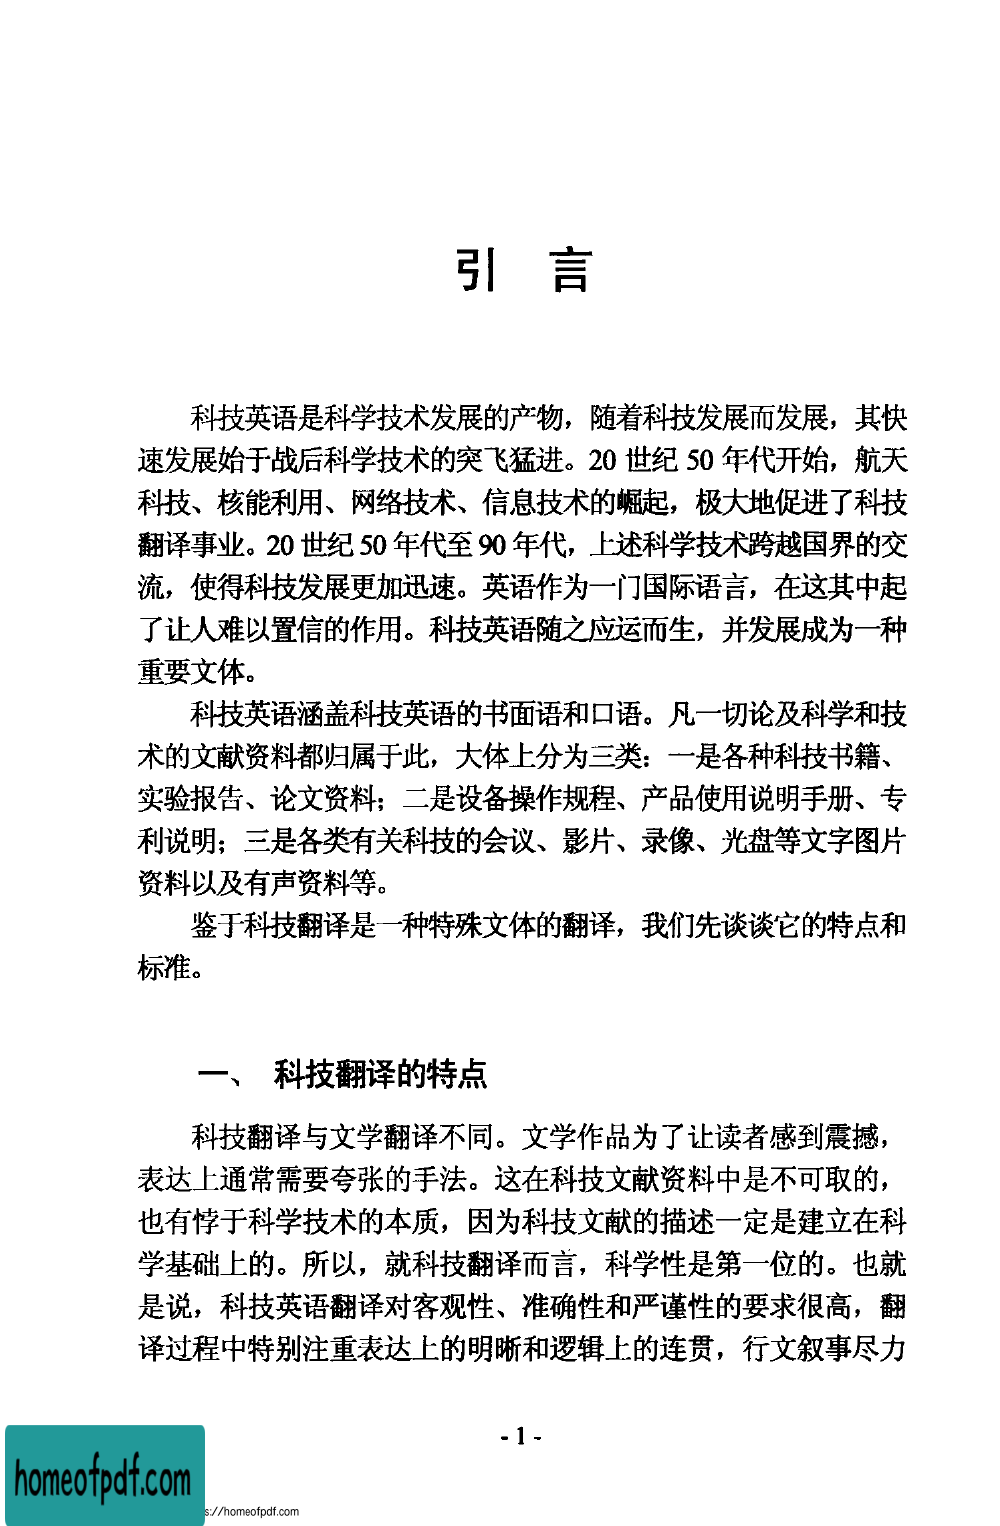 引 言
科技英语是科学技术发展的产物，随着科技发展而发展，其快
速发展始于战后科学技术的突飞猛进。20 世纪 50 年代开始，航天
科技、核能利用、网络技术、信息技术的崛起，极大地促进了科技
翻译事业。20 世纪 50 年代至 90 年代，上述科学技术跨越国界的交
流，使得科技发展更加迅速。英语作为一门国际语言，在这其中起
了让人难以置信的作用。科技英语随之应运而生，并发展成为一种
重要文体。
科技英语涵盖科技英语的书面语和口语。凡一切论及科学和技
术的文献资料都归属于此，大体上分为三类：一是各种科技书籍、
实验报告、论文资料；二是设备操作规程、产品使用说明手册、专
利说明；三是各类有关科技的会议、影片、录像、光盘等文字图片
资料以及有声资料等。
鉴于科技翻译是一种特殊文体的翻译，我们先谈谈它的特点和
标准。
一、 科技翻译的特点
科技翻译与文学翻译不同。文学作品为了让读者感到震撼，
表达上通常需要夸张的手法。这在科技文献资料中是不可取的，
也有悖于科学技术的本质，因为科技文献的描述一定是建立在科
学基础上的。所以，就科技翻译而言，科学性是第一位的。也就
是说，科技英语翻译对客观性、准确性和严谨性的要求很高，翻
译过程中特别注重表达上的明晰和逻辑上的连贯，行文叙事尽力
- 1 -
homeofpdf.com
s://homeofpdf.com